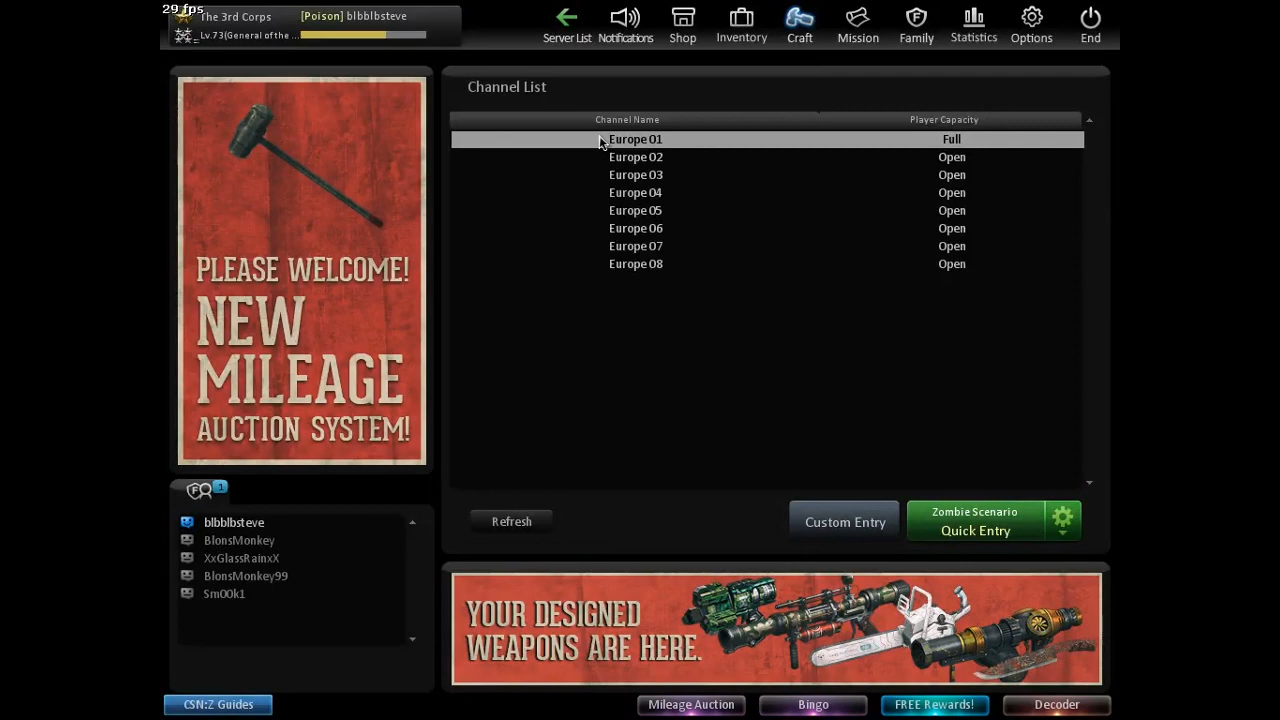 29 fps
The 3rd Corps
[Poison] blbblbsteve
Lv.73(General of the ...
Server List
Notifications
Shop
Inventory
Craft
Mission
Family
Statistics
Options
End
PLEASE WELCOME!
NEW
MILEAGE
AUCTION SYSTEM!
Channel List
Channel Name Player Capacity
Europe 01 Full
Europe 02 Open
Europe 03 Open
Europe 04 Open
Europe 05 Open
Europe 06 Open
Europe 07 Open
Europe 08 Open
Refresh
Custom Entry
Zombie Scenario
Quick Entry
F
1
blbblbsteve
BlonsMonkey
XxGlassRainxX
BlonsMonkey99
Sm00k1
YOUR DESIGNED
WEAPONS ARE HERE.
CSN:Z Guides
Mileage Auction
Bingo
FREE Rewards!
Decoder